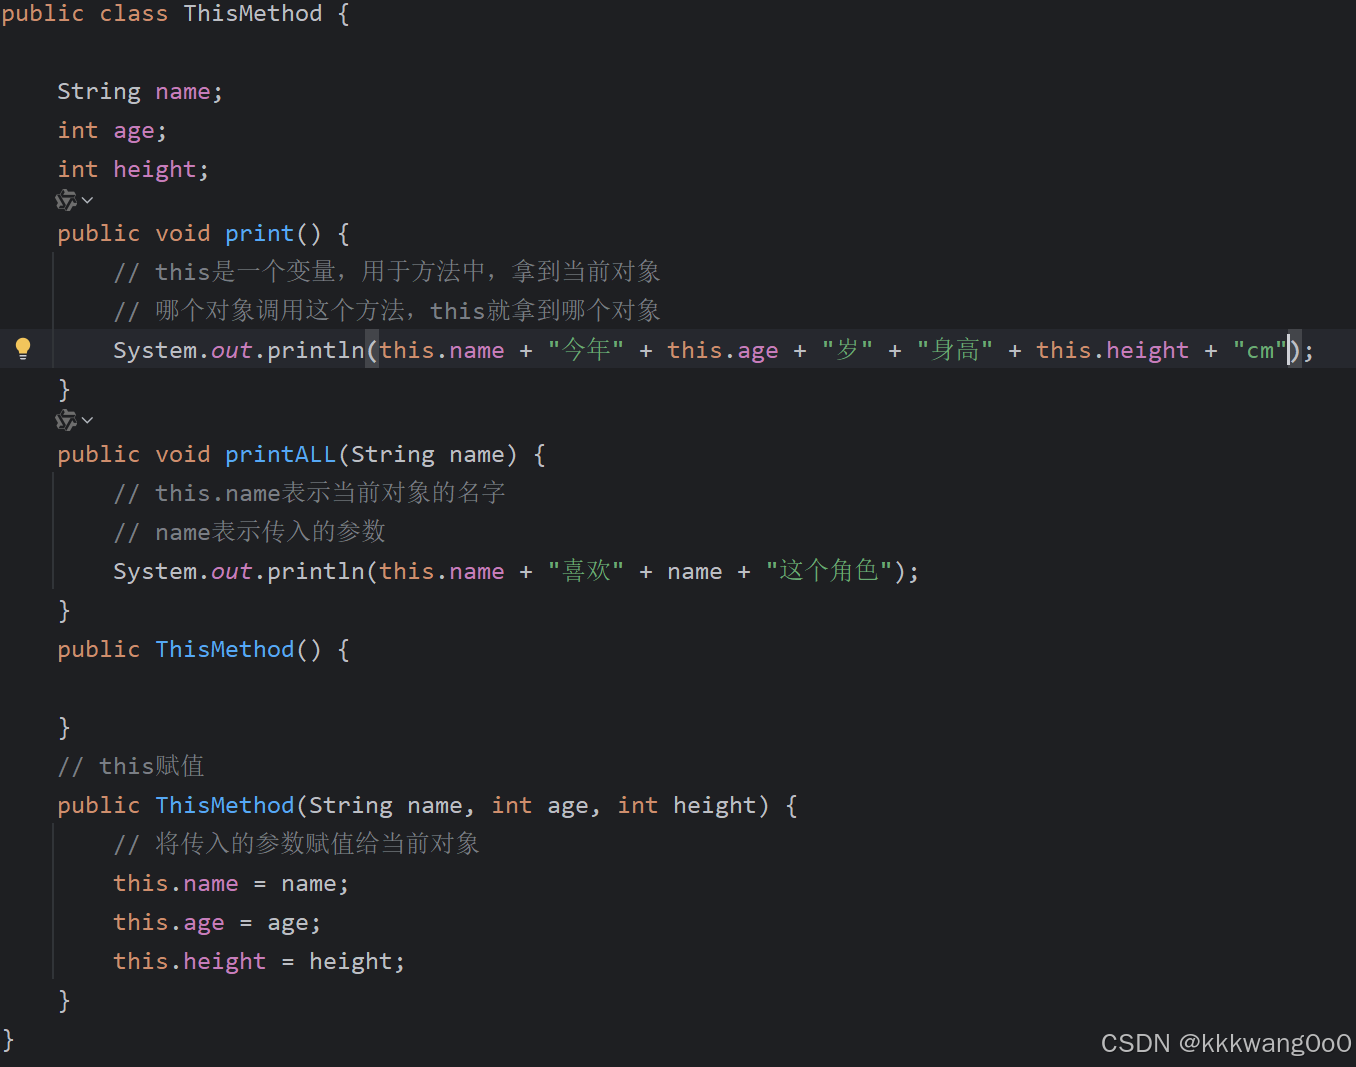 public class ThisMethod {
String name;
int age;
int height;
public void print() {
// this是一个变量，用于方法中，拿到当前对象
// 哪个对象调用这个方法，this就拿到哪个对象
System.out.println(this.name + "今年" + this.age + "岁" + "身高" + this.height + "cm");
}
public void printALL(String name) {
// this.name表示当前对象的名字
// name表示传入的参数
System.out.println(this.name + "喜欢" + name + "这个角色");
}
public ThisMethod() {
}
// this赋值
public ThisMethod(String name, int age, int height) {
// 将传入的参数赋值给当前对象
this.name = name;
this.age = age;
this.height = height;
}
}
CSDN @kkkwang0o0